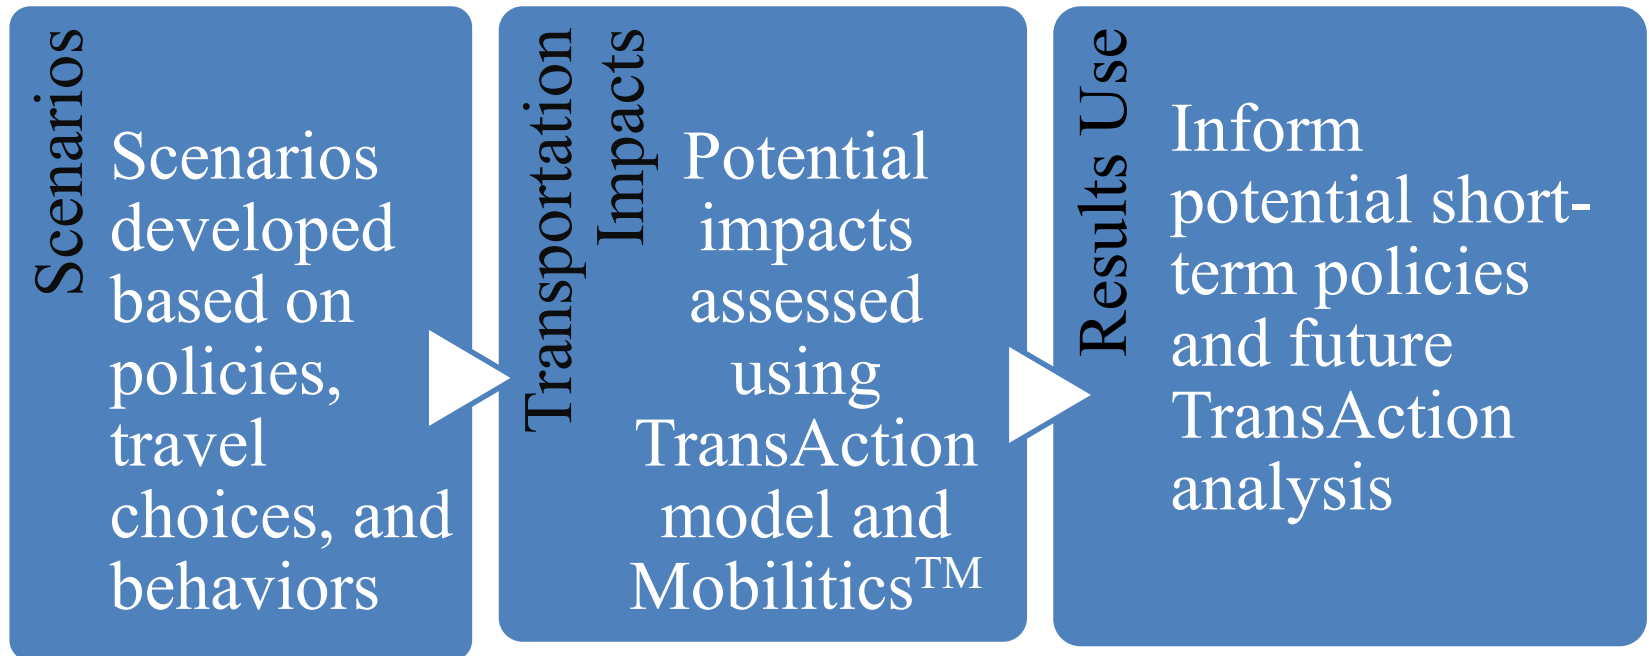 Scenarios
Scenarios
developed
based on
policies,
travel
choices, and
behaviors
Transportation
Impacts
Potential
impacts
assessed
using
TransAction
model and
Mobilitics™
Results Use
Inform
potential short-
term policies
and future
TransAction
analysis